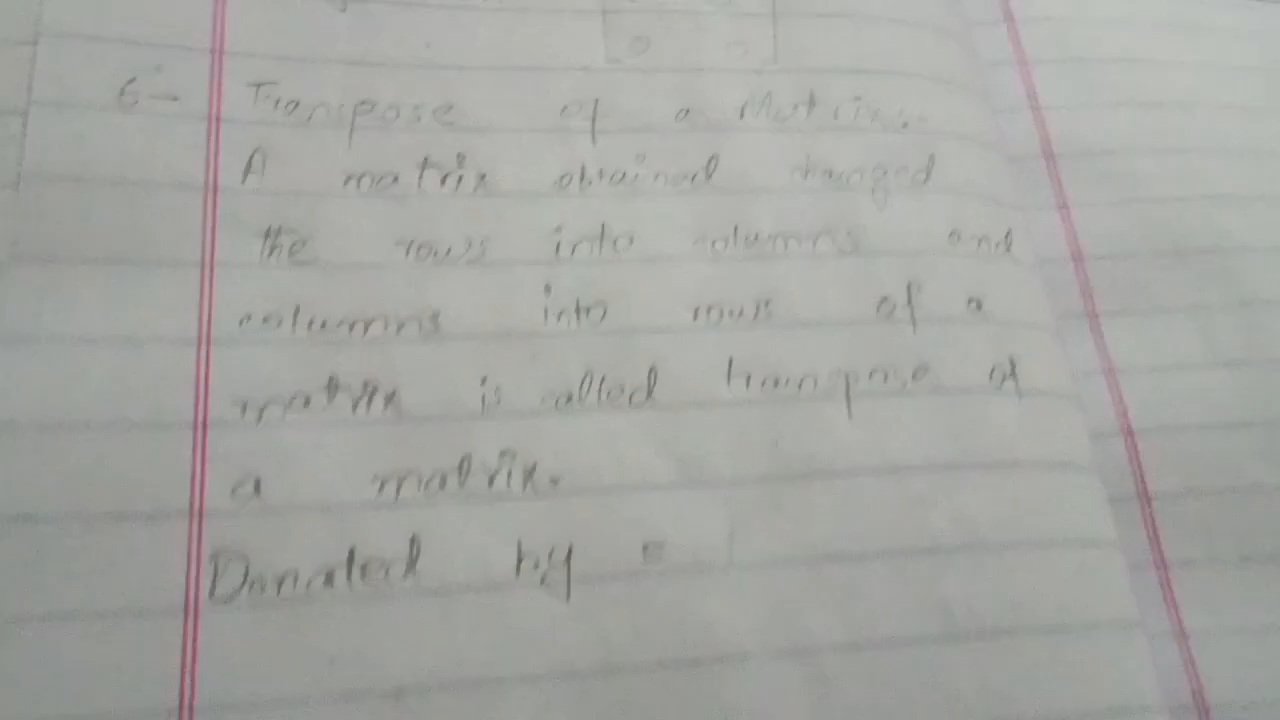 6- Transpose of a Matrix.
A matrix obtained changed
the rows into columns and
columns into rows of a
matrix is called transpose of
a matrix.
Donated by